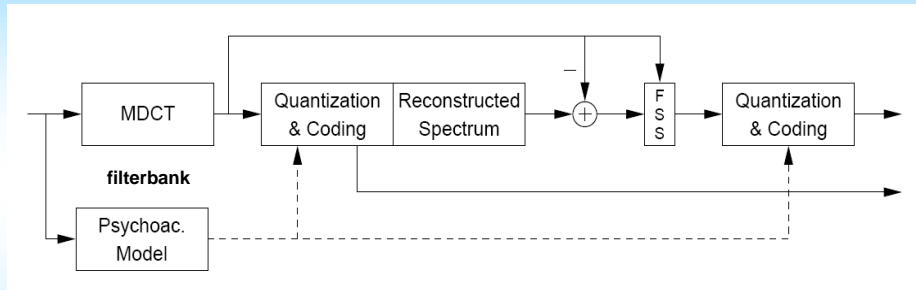 MDCT
Quantization
& Coding
Reconstructed
Spectrum
−
+
F
S
S
Quantization
& Coding
filterbank
Psychoac.
Model